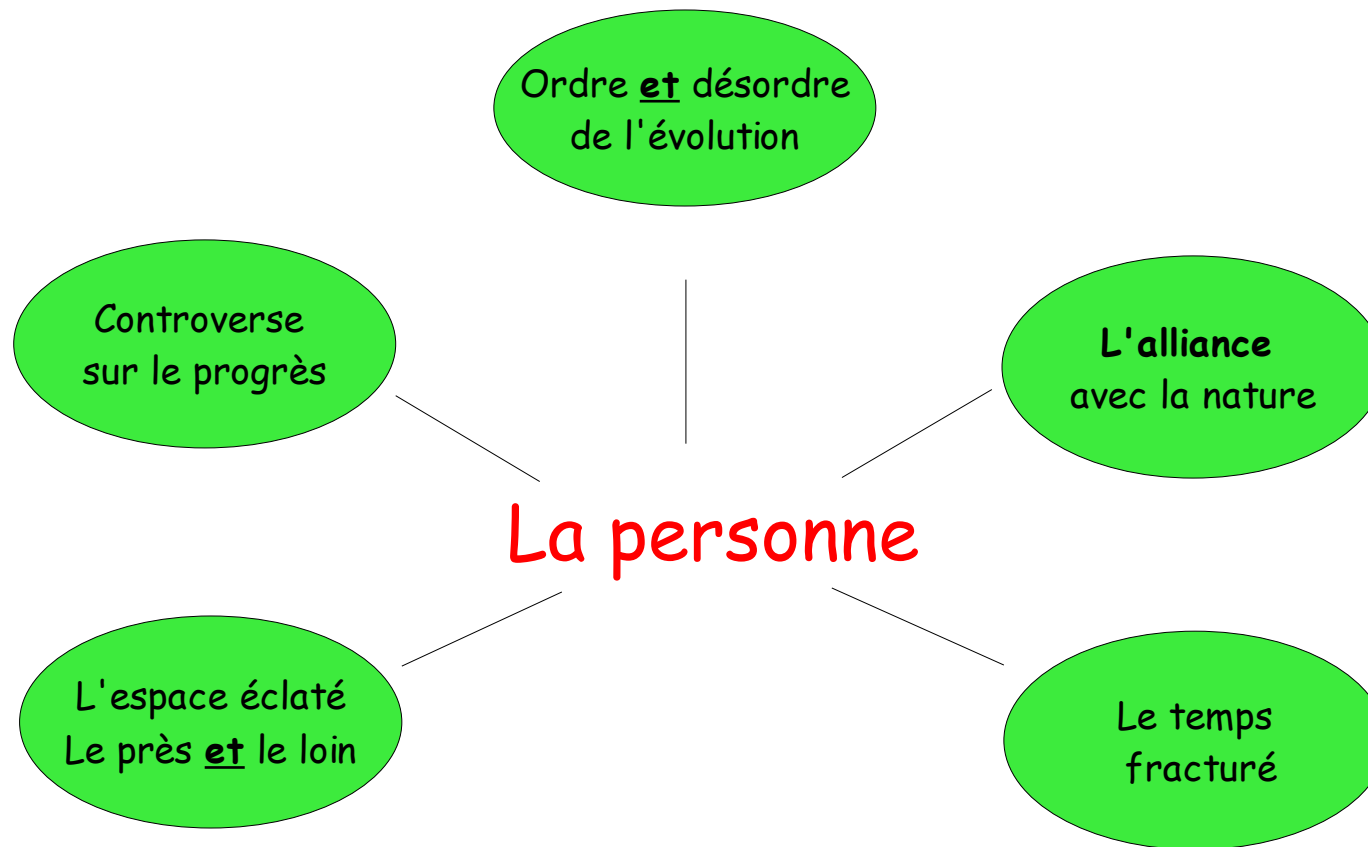 Ordre et désordre
de l'évolution
Controverse
sur le progrès
L'alliance
avec la nature
La personne
L'espace éclaté
Le près et le loin
Le temps
fracturé